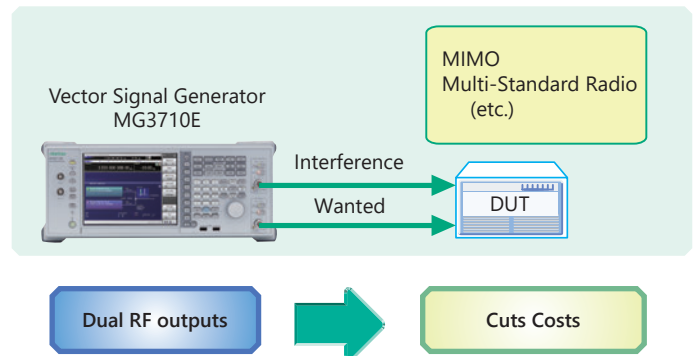 MIMO
Multi-Standard Radio
(etc.)
Vector Signal Generator
MG3710E
Interference
Wanted
DUT
Dual RF outputs
Cuts Costs